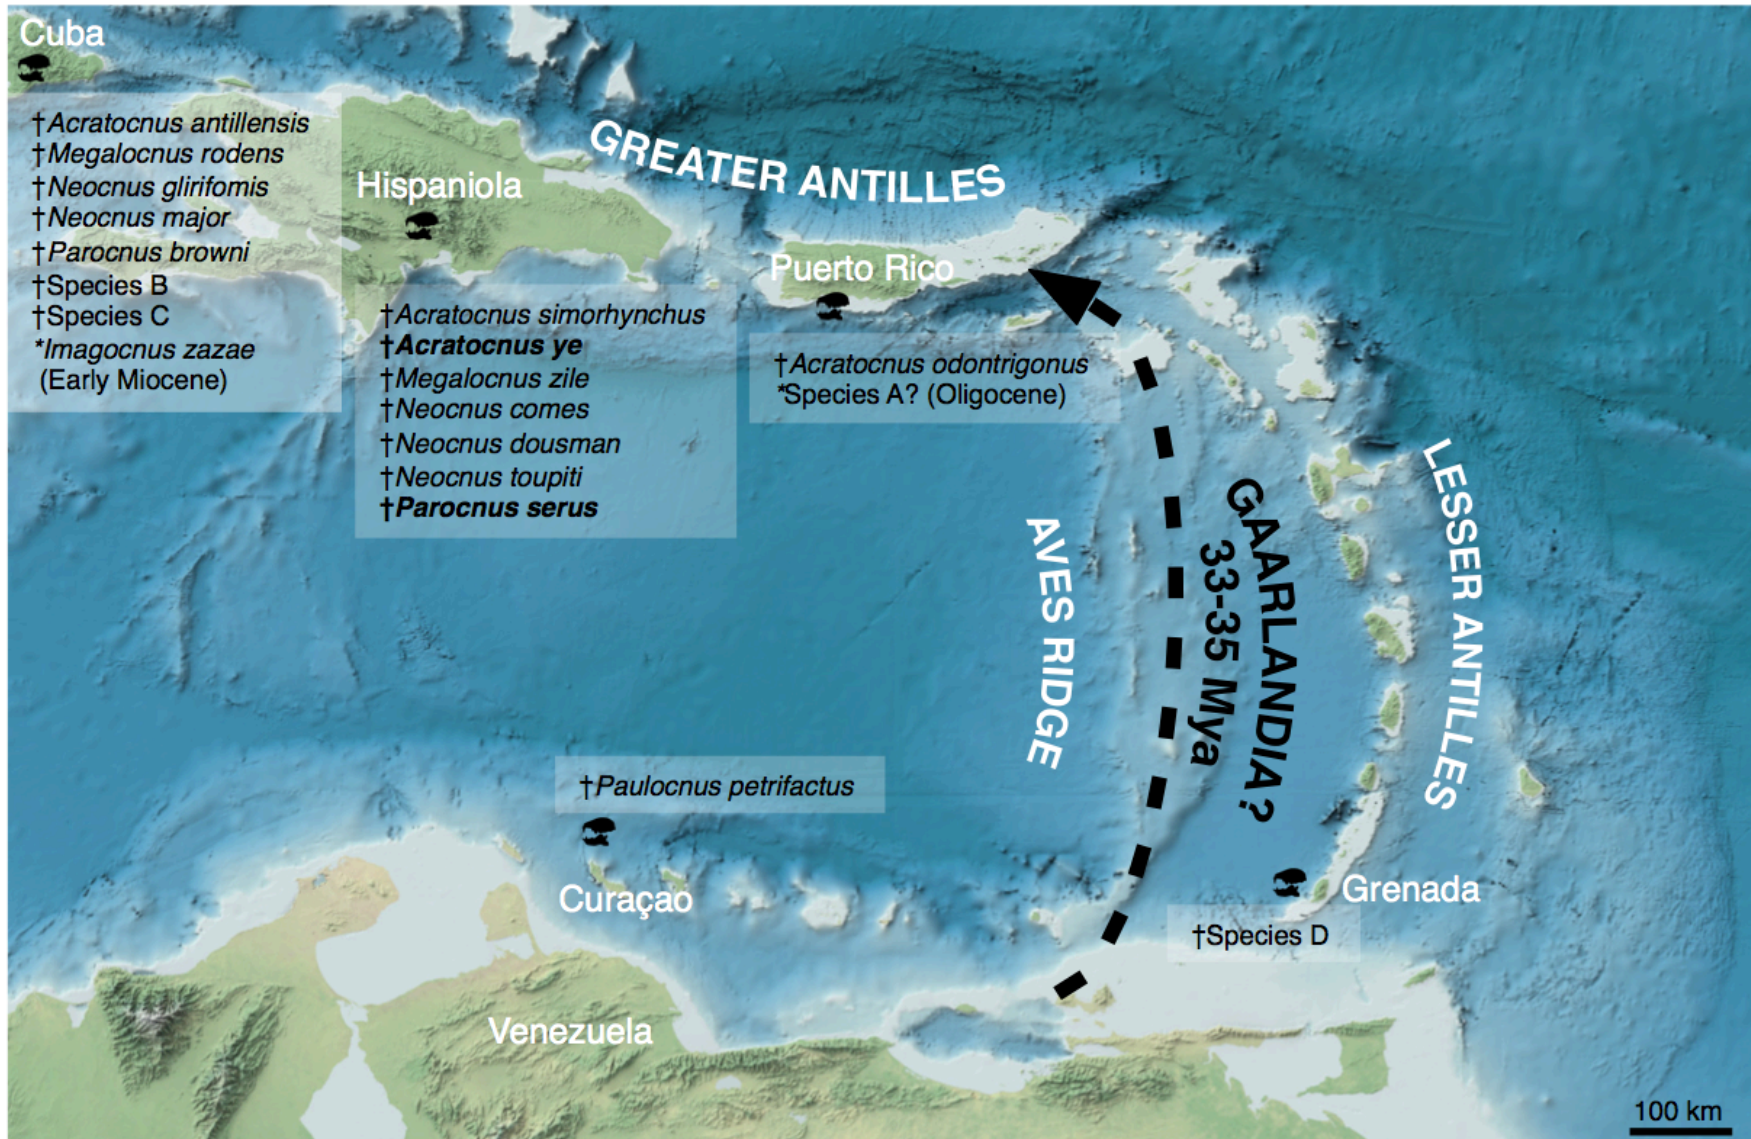 Cuba
†Acratocnus antillensis
†Megalocnus rodens
†Neocnus glirifomis
†Neocnus major
†Parocnus browni
†Species B
†Species C
*Imagocnus zazae
(Early Miocene)
Hispaniola
†Acratocnus simorhynchus
†Acratocnus ye
†Megalocnus zile
†Neocnus comes
†Neocnus dousman
†Neocnus toupiti
†Parocnus serus
GREATER ANTILLES
Puerto Rico
†Acratocnus odontrigonus
*Species A? (Oligocene)
AVES RIDGE
GAARLANDIA?
33-35 Mya
LESSER ANTILLES
†Paulocnus petrifactus
Curaçao
Grenada
†Species D
Venezuela
100 km